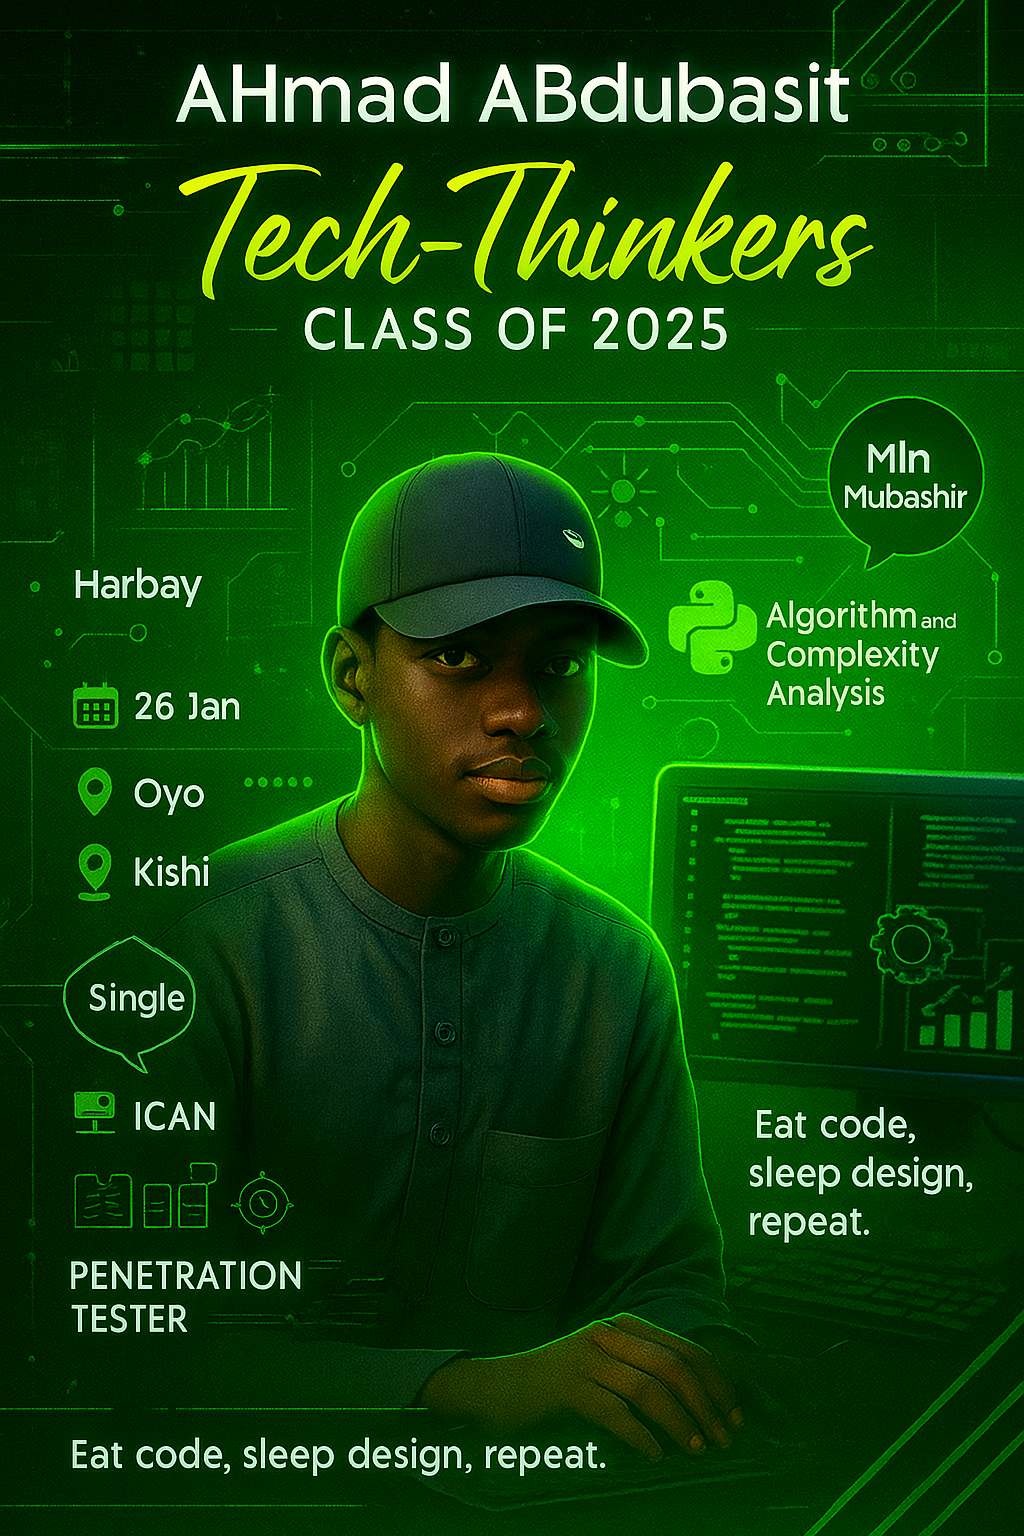 AHmad ABdubasit
Tech-Thinkers
CLASS OF 2025
Mln
Mubashir
Harbay
26 Jan
Oyo
Kishi
Single
ICAN
PENETRATION
TESTER
Algorithm and
Complexity
Analysis
Eat code,
sleep design,
repeat.
Eat code, sleep design, repeat.